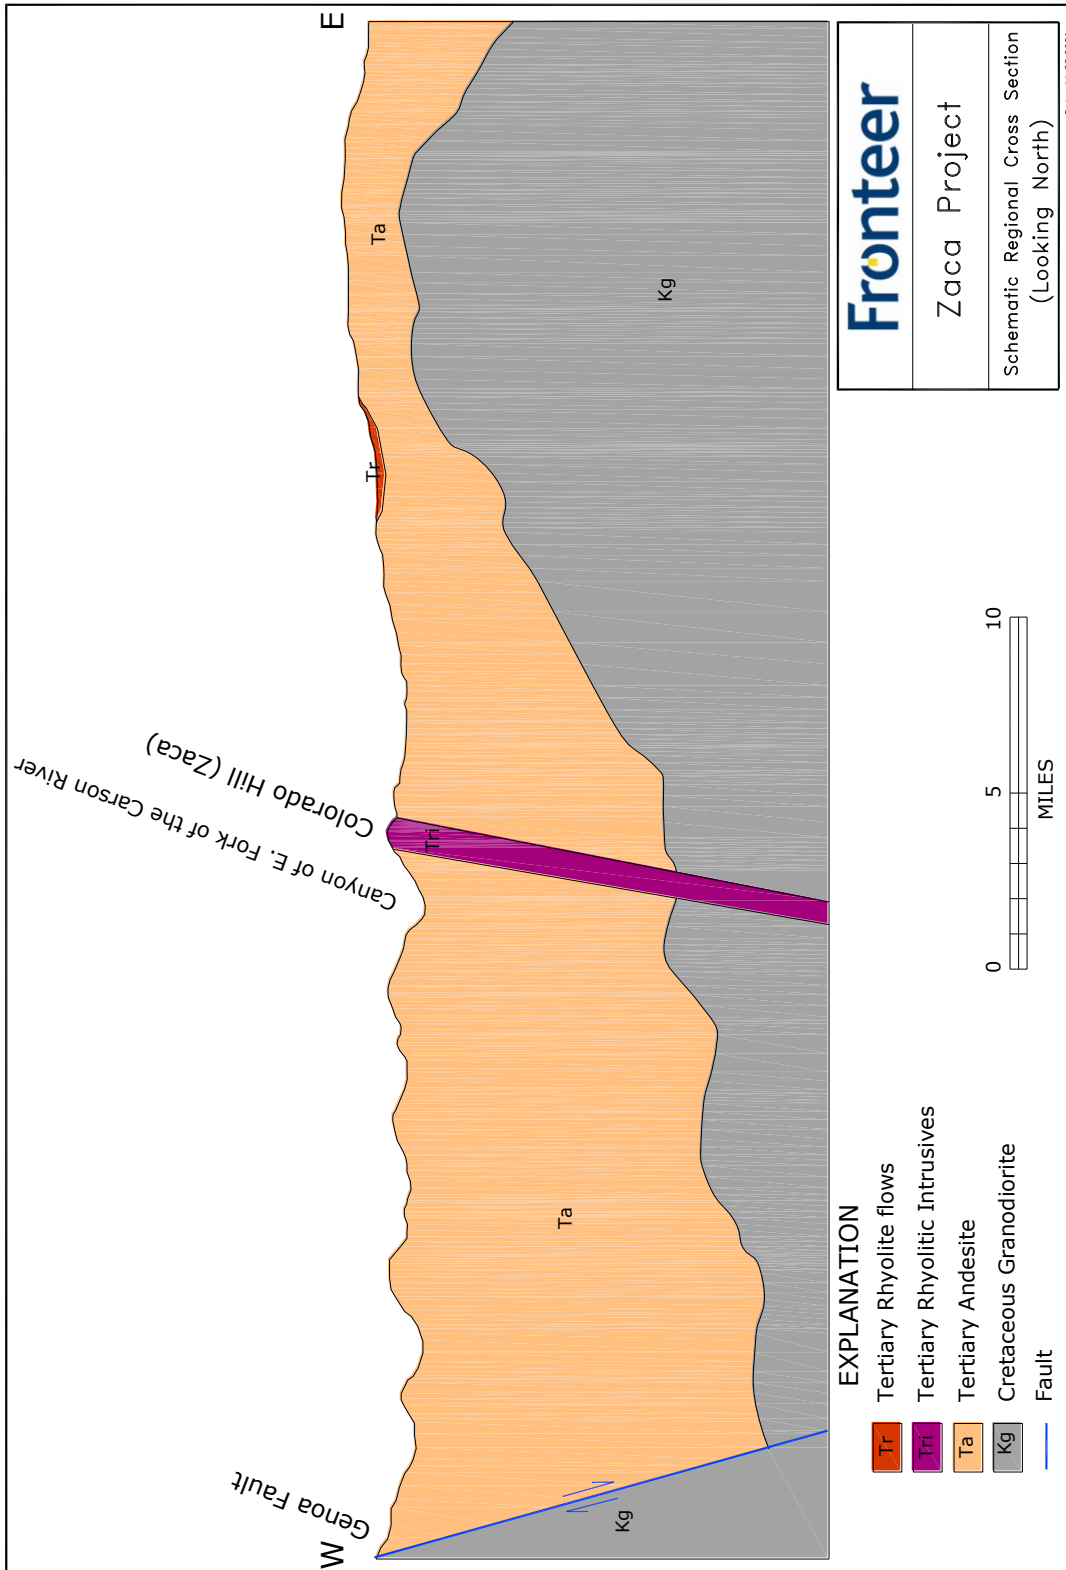 W
E
Genoa Fault
Canyon of E. Fork of the Carson River
Colorado Hill (Zaca)
Tr
Ta
Tri
Ta
Kg
Kg
EXPLANATION
Tr Tertiary Rhyolite flows
Tri Tertiary Rhyolitic Intrusives
Ta Tertiary Andesite
Kg Cretaceous Granodiorite
Fault
0 5 10
MILES
Fronteer
Zaca Project
Schematic Regional Cross Section
(Looking North)